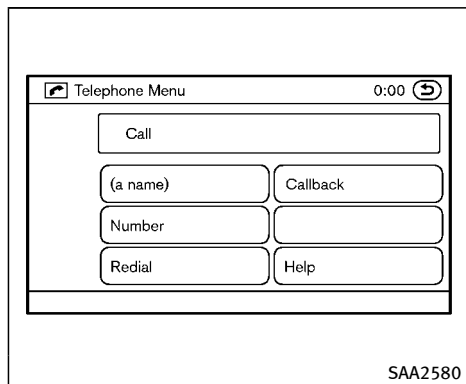 Telephone Menu 0:00
Call
(a name) Callback
Number
Redial Help
SAA2580